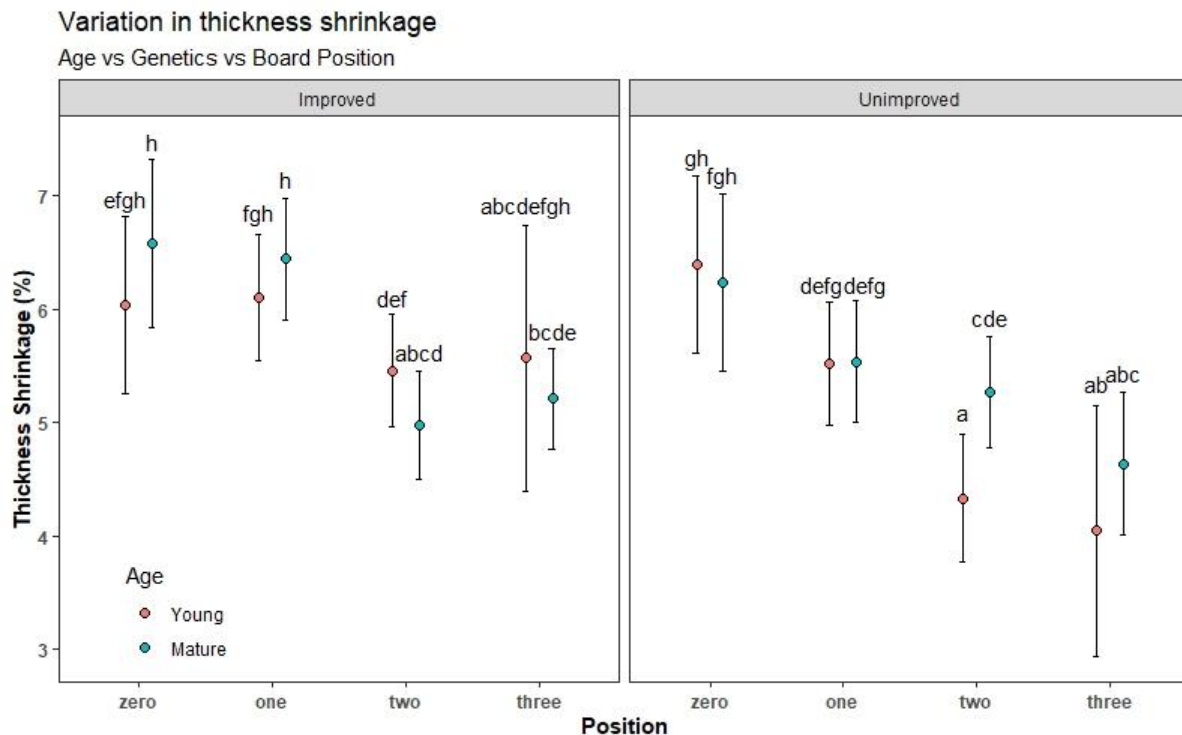 Variation in thickness shrinkage
Age vs Genetics vs Board Position
Improved
Unimproved
Thickness Shrinkage (%)
7
6
5
4
3
efgh
h
fgh
h
def
abcd
abcdefgh
bcde
gh
fgh
defg
defg
a
cde
ab
abc
Age
Young
Mature
zero
one
two
three
zero
one
two
three
Position